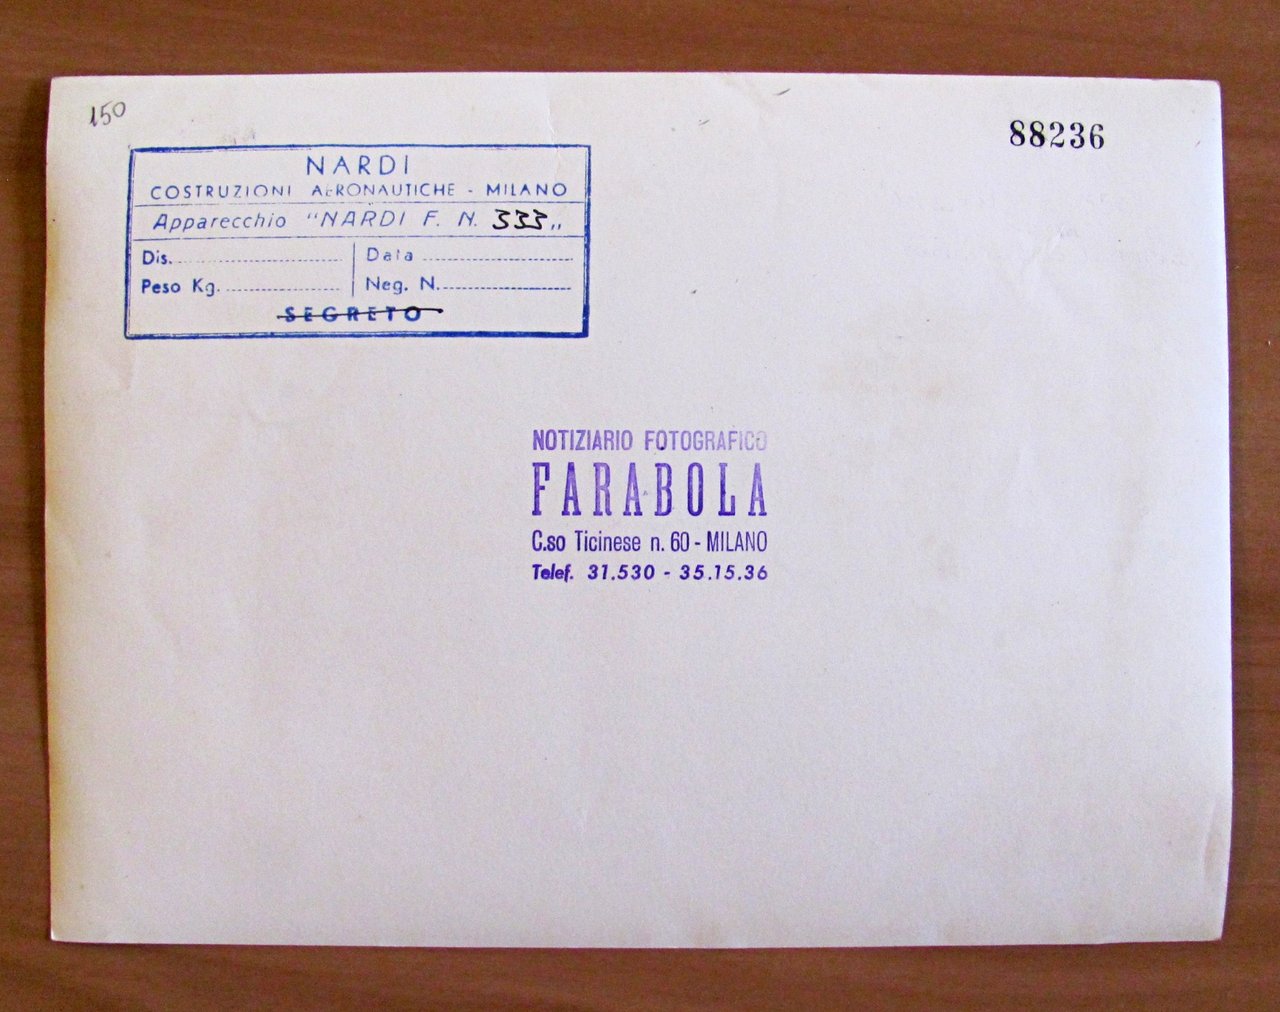 150
88236
NARDI
COSTRUZIONI AERONAUTICHE - MILANO
Apparecchio "NARDI F. N. 333„
Dis. Data
Peso Kg. Neg. N.
SEGRETO
NOTIZIARIO FOTOGRAFICO
FARABOLA
C.so Ticinese n. 60 - MILANO
Telef. 31.530 - 35.15.36